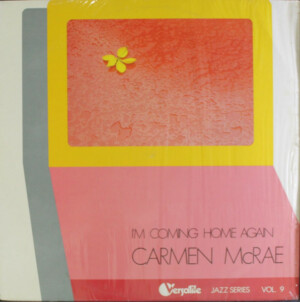 I'M COMING HOME AGAIN
CARMEN McRAE
Versatile JAZZ SERIES VOL. 9